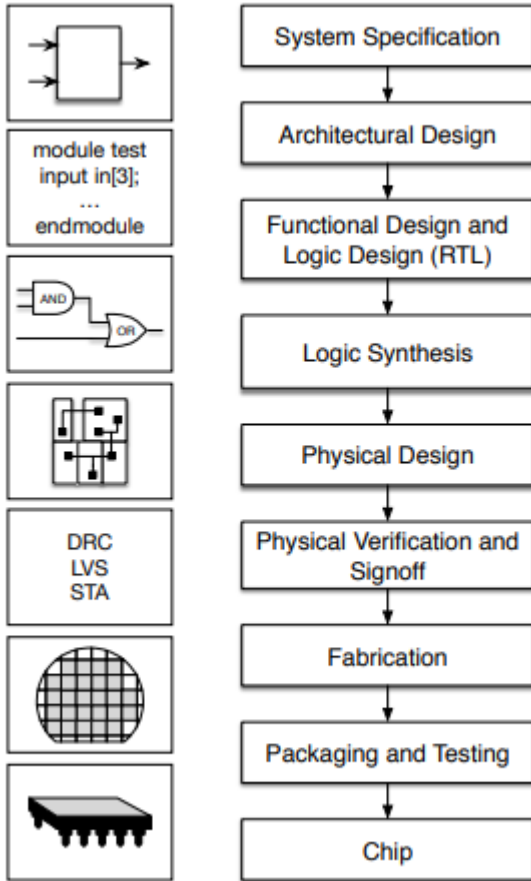 System Specification
Architectural Design
module test
input in[3];
...
endmodule
Functional Design and
Logic Design (RTL)
AND
OR
Logic Synthesis
Physical Design
DRC
LVS
STA
Physical Verification and
Signoff
Fabrication
Packaging and Testing
Chip